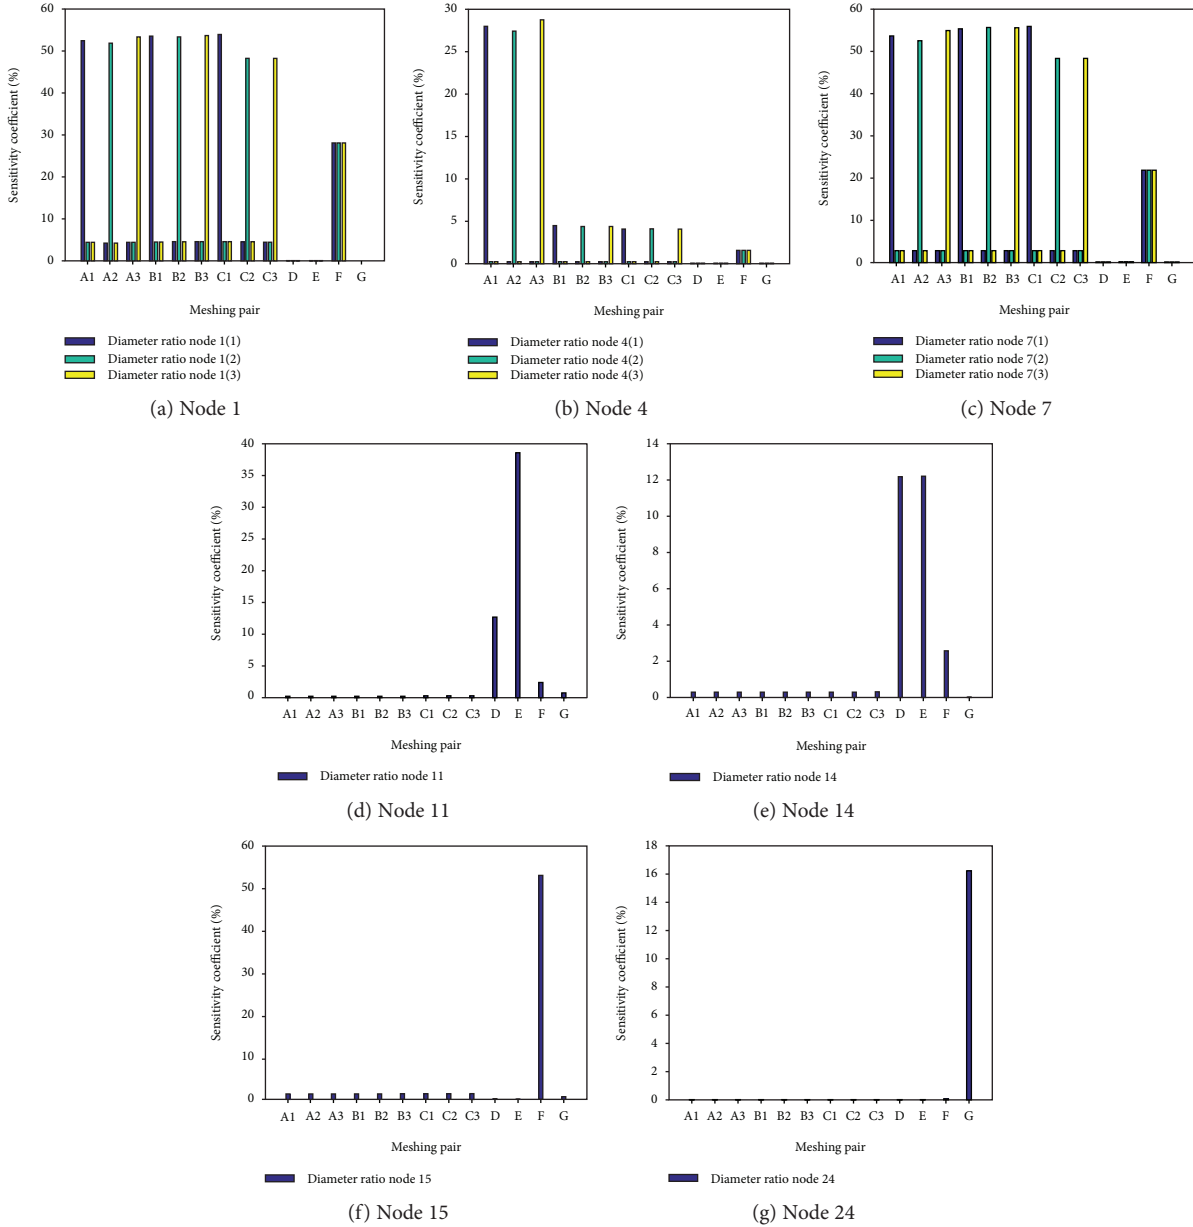 60
50
40
30
20
10
0
Sensitivity coefficient (%)
A1 A2 A3 B1 B2 B3 C1 C2 C3 D E F G
Meshing pair
Diameter ratio node 1(1)
Diameter ratio node 1(2)
Diameter ratio node 1(3)
(a) Node 1
30
25
20
15
10
5
0
Sensitivity coefficient (%)
A1 A2 A3 B1 B2 B3 C1 C2 C3 D E F G
Meshing pair
Diameter ratio node 4(1)
Diameter ratio node 4(2)
Diameter ratio node 4(3)
(b) Node 4
60
50
40
30
20
10
0
Sensitivity coefficient (%)
A1 A2 A3 B1 B2 B3 C1 C2 C3 D E F G
Meshing pair
Diameter ratio node 7(1)
Diameter ratio node 7(2)
Diameter ratio node 7(3)
(c) Node 7
40
35
30
25
20
15
10
5
0
Sensitivity coefficient (%)
A1 A2 A3 B1 B2 B3 C1 C2 C3 D E F G
Meshing pair
Diameter ratio node 11
(d) Node 11
14
12
10
8
6
4
2
0
Sensitivity coefficient (%)
A1 A2 A3 B1 B2 B3 C1 C2 C3 D E F G
Meshing pair
Diameter ratio node 14
(e) Node 14
60
50
40
30
20
10
0
Sensitivity coefficient (%)
A1 A2 A3 B1 B2 B3 C1 C2 C3 D E F G
Meshing pair
Diameter ratio node 15
(f) Node 15
18
16
14
12
10
8
6
4
2
0
Sensitivity coefficient (%)
A1 A2 A3 B1 B2 B3 C1 C2 C3 D E F G
Meshing pair
Diameter ratio node 24
(g) Node 24